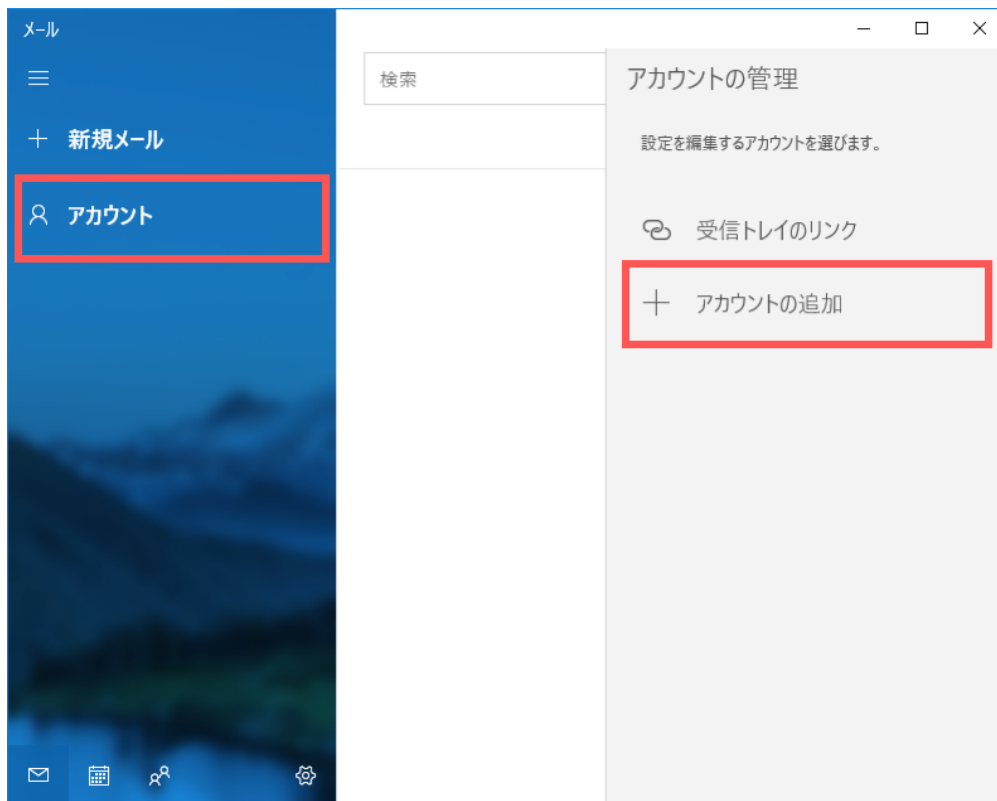 メール
新規メール
アカウント
検索
アカウントの管理
設定を編集するアカウントを選びます。
受信トレイのリンク
アカウントの追加